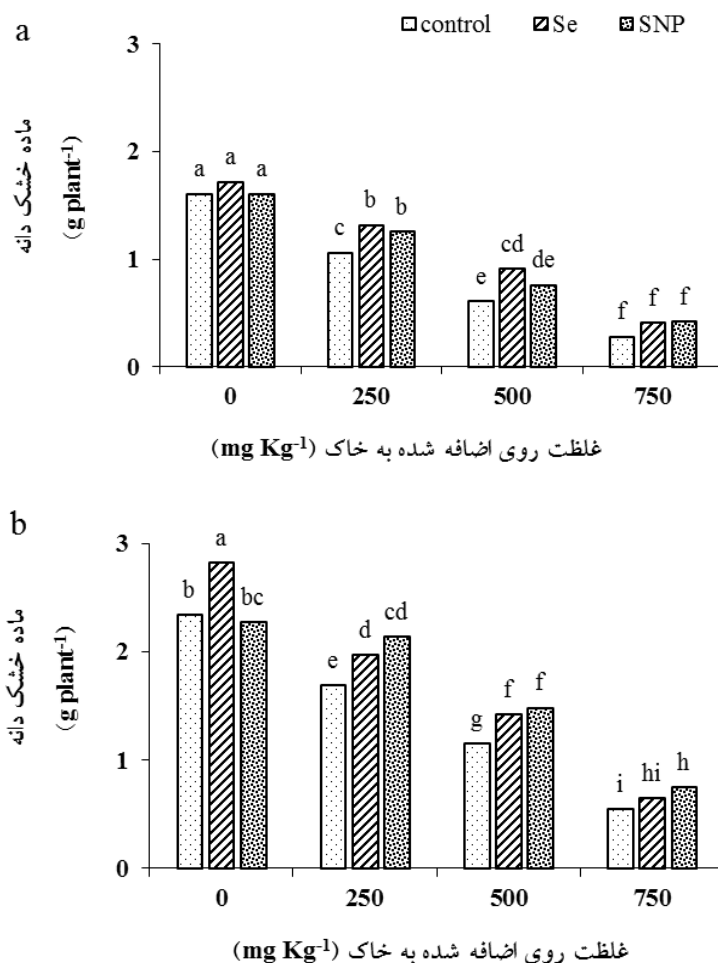 a
control Se SNP
ماده خشک دانه
(g plant-1)
3
2
1
0
a a a
c b b
e cd de
f f f
0 250 500 750
غلظت روی اضافه شده به خاک (mg Kg-1)
b
ماده خشک دانه
(g plant-1)
3
2
1
0
b a bc
e d cd
g f f
i hi h
0 250 500 750
غلظت روی اضافه شده به خاک (mg Kg-1)